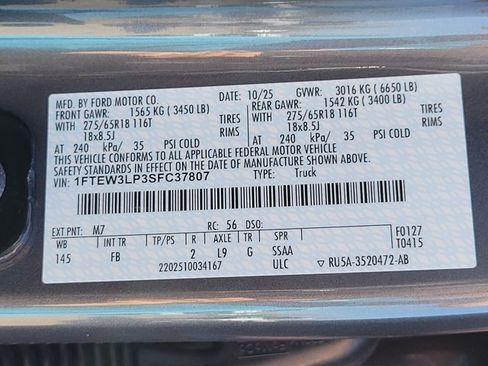 MFD. BY FORD MOTOR CO. 10/25 GVWR: 3016 KG ( 6650 LB)
FRONT GAWR: 1565 KG ( 3450 LB) REAR GAWR: 1542 KG ( 3400 LB)
WITH 275/65R18 116T TIRES WITH 275/65R18 116T TIRES
18x8.5J RIMS 18x8.5J RIMS
AT 240 kPa/ 35 PSI COLD AT 240 kPa/ 35 PSI COLD
THIS VEHICLE CONFORMS TO ALL APPLICABLE FEDERAL MOTOR VEHICLE
SAFETY STANDARDS IN EFFECT ON THE DATE OF MANUFACTURE SHOWN ABOVE.
VIN: 1FTEW3LP3SFC37807 TYPE: Truck
EXT PNT: M7 RC: 56 DSO: F0127
WB INT TR TP/PS R AXLE TR SPR T0415
145 FB 2 L9 G SSAA
2202510034167 ULC ▽ RU5A-3520472-AB